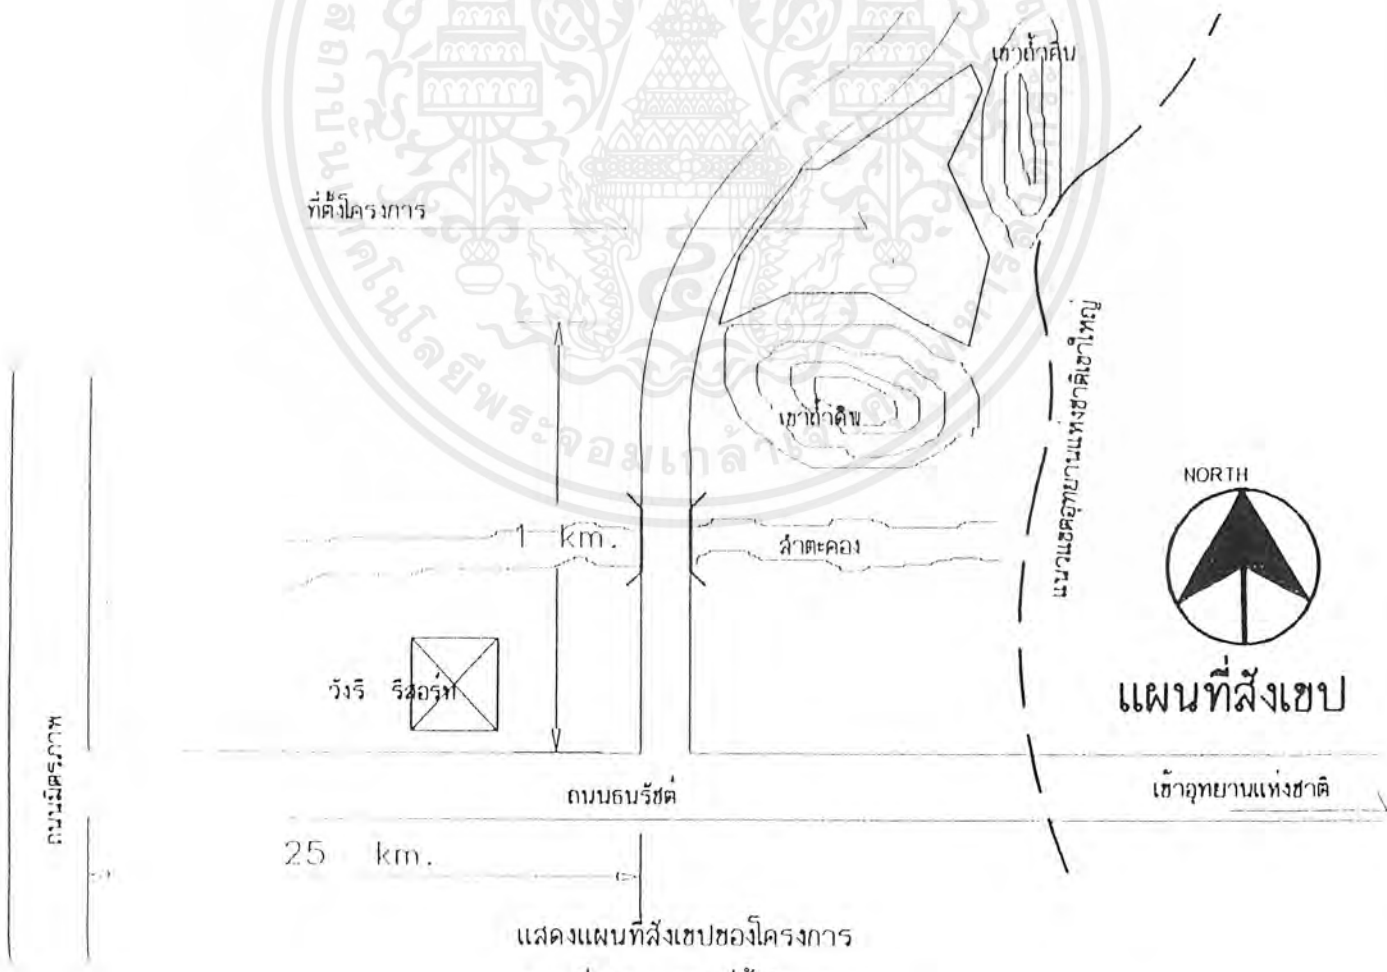 เขาถ้ำดิน
ที่ตั้งโครงการ
แนวเขตอุทยานแห่งชาติเขาใหญ่
เขาถ้ำดิน
NORTH
1 km.
ลำตะคอง
วังรี รีสอร์ท
แผนที่สังเขป
ถนนมิตรภาพ
ถนนธนรัชต์
เข้าอุทยานแห่งชาติ
25 km.
แสดงแผนที่สังเขปของโครงการ